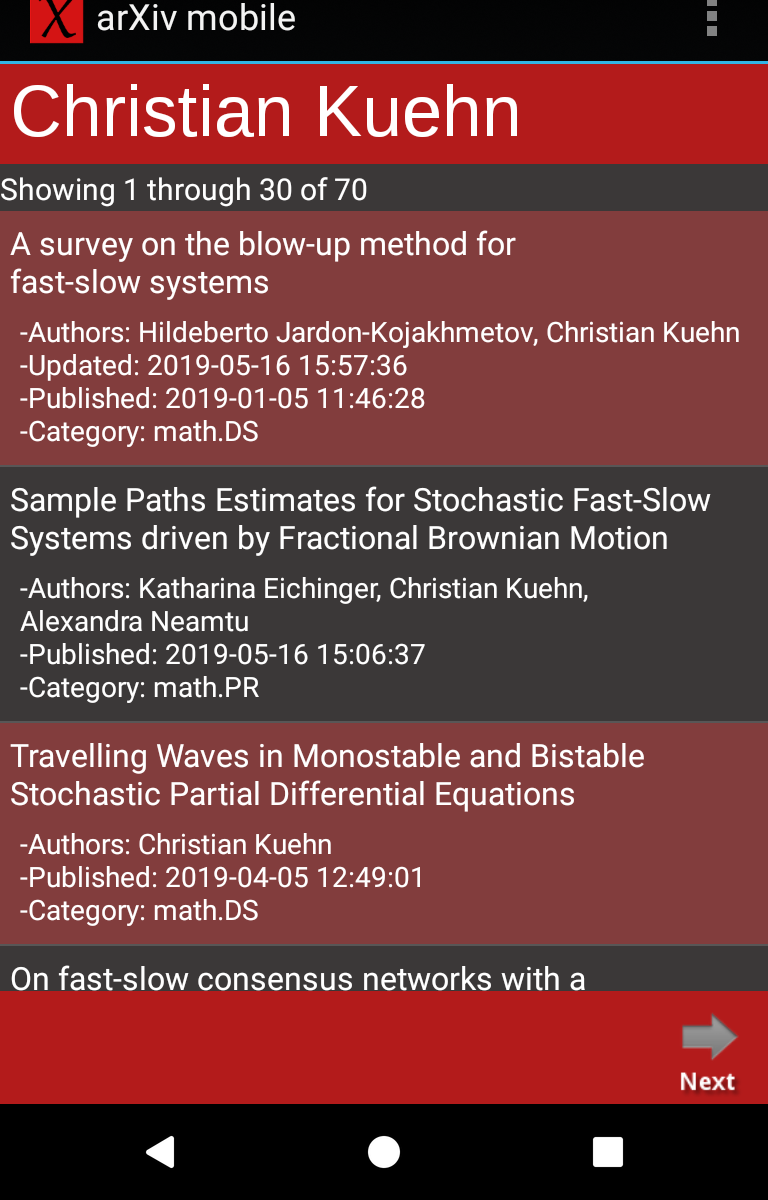 X arXiv mobile
Christian Kuehn
Showing 1 through 30 of 70
A survey on the blow-up method for
fast-slow systems
-Authors: Hildeberto Jardon-Kojakhmetov, Christian Kuehn
-Updated: 2019-05-16 15:57:36
-Published: 2019-01-05 11:46:28
-Category: math.DS
Sample Paths Estimates for Stochastic Fast-Slow
Systems driven by Fractional Brownian Motion
-Authors: Katharina Eichinger, Christian Kuehn,
Alexandra Neamtu
-Published: 2019-05-16 15:06:37
-Category: math.PR
Travelling Waves in Monostable and Bistable
Stochastic Partial Differential Equations
-Authors: Christian Kuehn
-Published: 2019-04-05 12:49:01
-Category: math.DS
On fast-slow consensus networks with a
Next